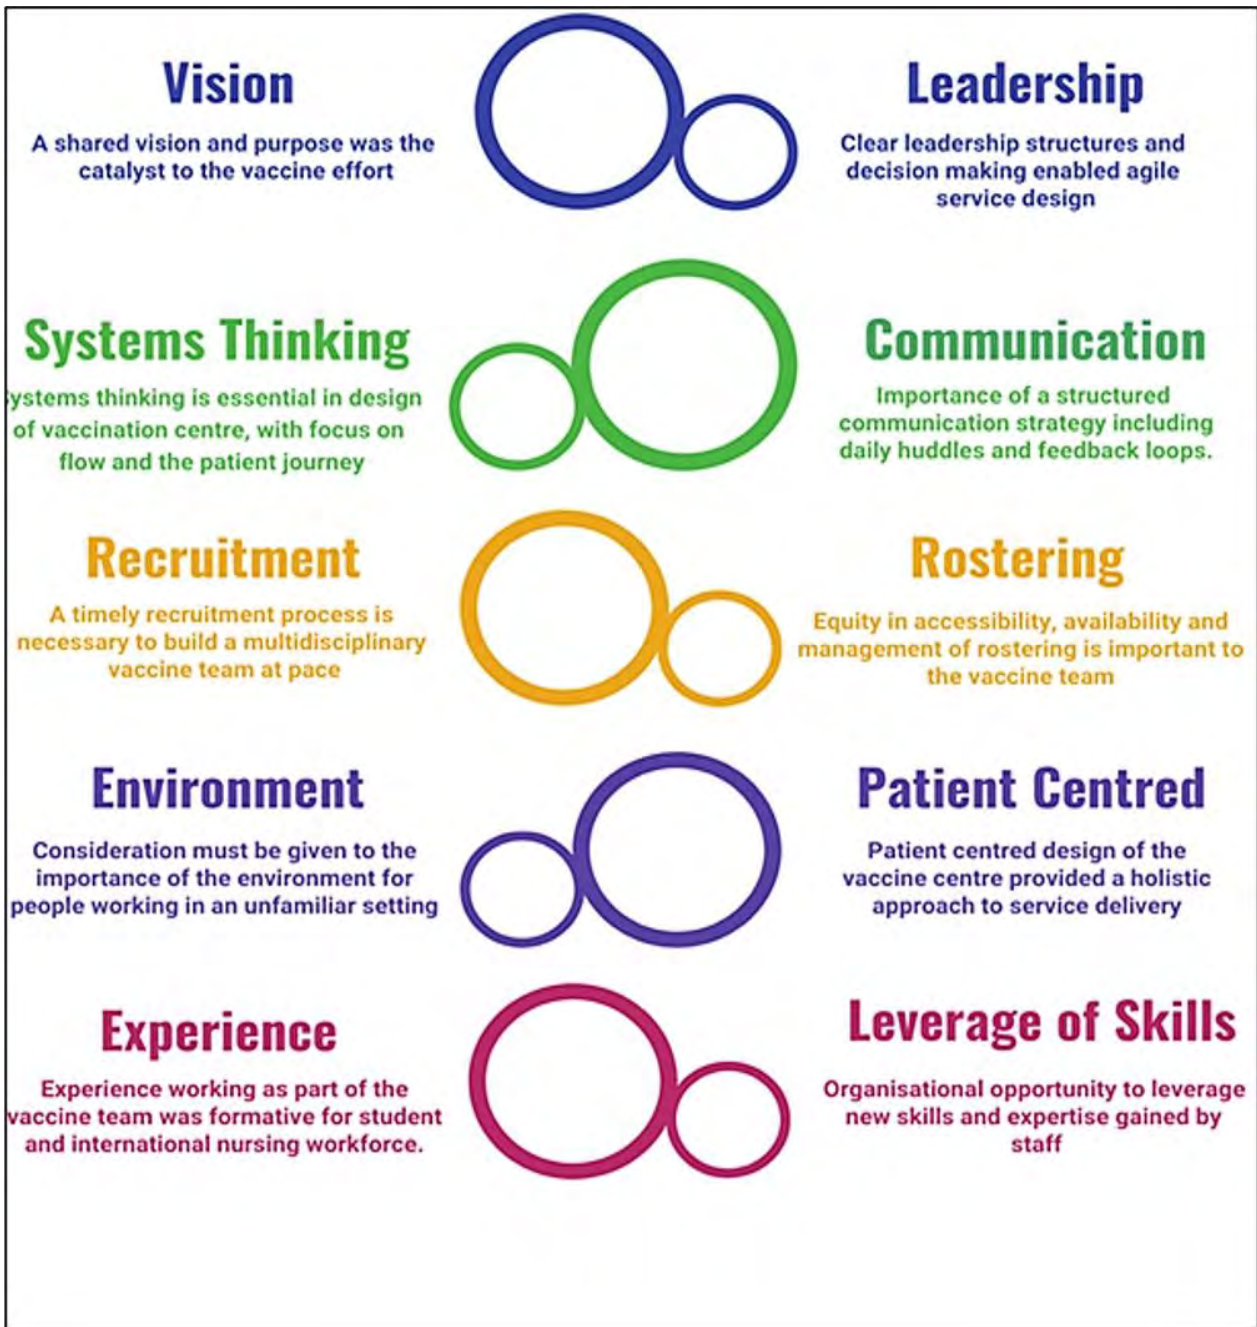 Vision
A shared vision and purpose was the
catalyst to the vaccine effort
Leadership
Clear leadership structures and
decision making enabled agile
service design
Systems Thinking
ystems thinking is essential in design
of vaccination centre, with focus on
flow and the patient journey
Communication
Importance of a structured
communication strategy including
daily huddles and feedback loops.
Recruitment
A timely recruitment process is
necessary to build a multidisciplinary
vaccine team at pace
Rostering
Equity in accessibility, availability and
management of rostering is important to
the vaccine team
Environment
Consideration must be given to the
importance of the environment for
people working in an unfamiliar setting
Patient Centred
Patient centred design of the
vaccine centre provided a holistic
approach to service delivery
Experience
Experience working as part of the
vaccine team was formative for student
and international nursing workforce.
Leverage of Skills
Organisational opportunity to leverage
new skills and expertise gained by
staff